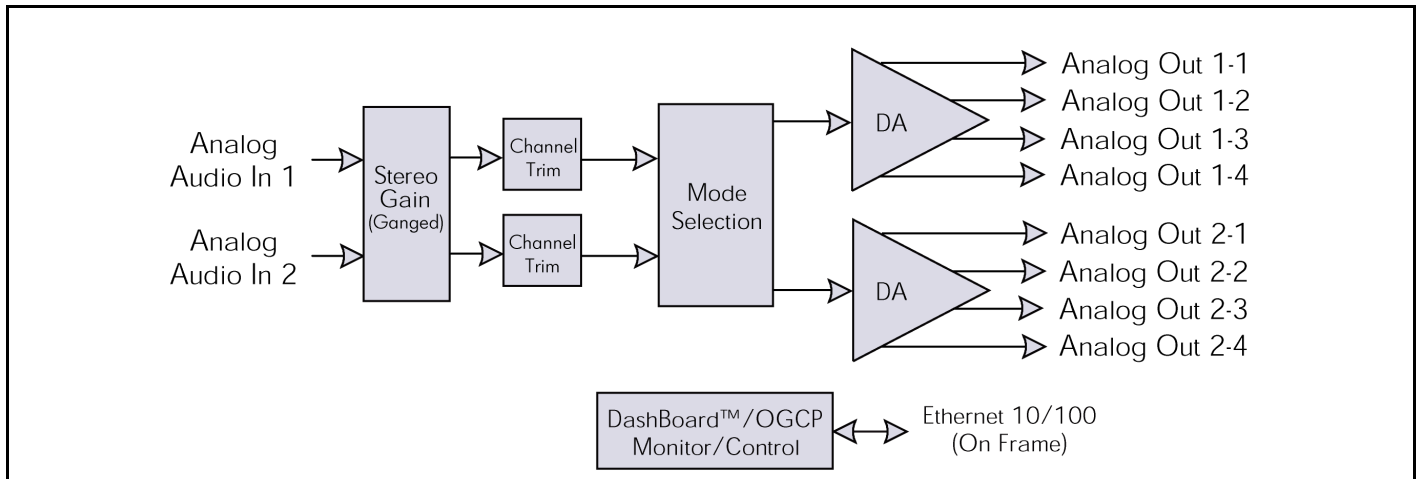 Analog
Audio In 1
Analog
Audio In 2
Stereo
Gain
(Ganged)
Channel
Trim
Channel
Trim
Mode
Selection
DA
DA
Analog Out 1-1
Analog Out 1-2
Analog Out 1-3
Analog Out 1-4
Analog Out 2-1
Analog Out 2-2
Analog Out 2-3
Analog Out 2-4
DashBoard™/OGCP
Monitor/Control
Ethernet 10/100
(On Frame)